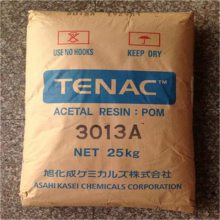 USE NO HOOKS KEEP DRY
TENAC™
ACETAL RESIN : POM
3013A
NET 25kg
旭化成ケミカルズ株式会社
ASAHI KASEI CHEMICALS CORPORATION